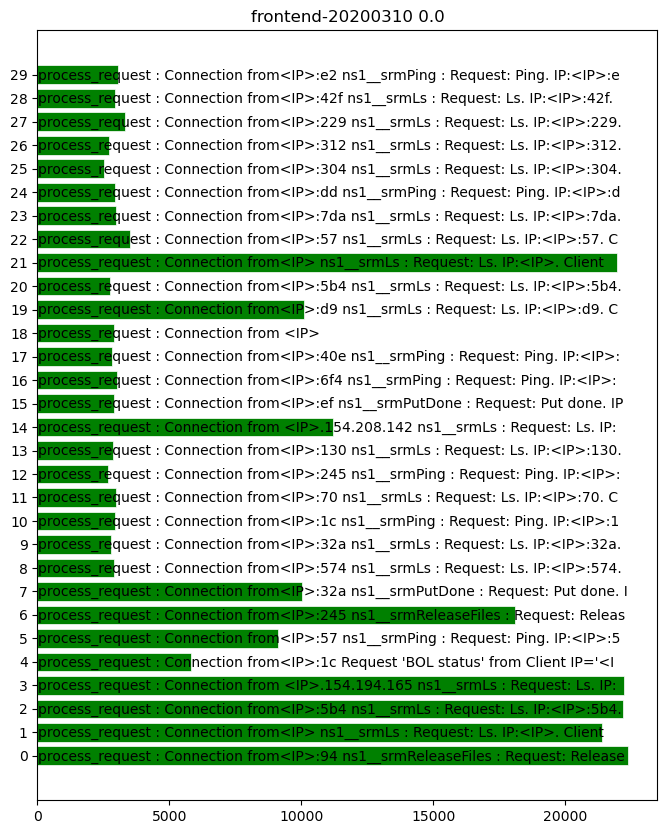 frontend-20200310 0.0
29 process_request : Connection from<IP>:e2 ns1__srmPing : Request: Ping. IP:<IP>:e
28 process_request : Connection from<IP>:42f ns1__srmLs : Request: Ls. IP:<IP>:42f.
27 process_request : Connection from<IP>:229 ns1__srmLs : Request: Ls. IP:<IP>:229.
26 process_request : Connection from<IP>:312 ns1__srmLs : Request: Ls. IP:<IP>:312.
25 process_request : Connection from<IP>:304 ns1__srmLs : Request: Ls. IP:<IP>:304.
24 process_request : Connection from<IP>:dd ns1__srmPing : Request: Ping. IP:<IP>:d
23 process_request : Connection from<IP>:7da ns1__srmLs : Request: Ls. IP:<IP>:7da.
22 process_request : Connection from<IP>:57 ns1__srmLs : Request: Ls. IP:<IP>:57. C
21 process_request : Connection from<IP> ns1__srmLs : Request: Ls. IP:<IP>. Client
20 process_request : Connection from<IP>:5b4 ns1__srmLs : Request: Ls. IP:<IP>:5b4.
19 process_request : Connection from<IP>:d9 ns1__srmLs : Request: Ls. IP:<IP>:d9. C
18 process_request : Connection from <IP>
17 process_request : Connection from<IP>:40e ns1__srmPing : Request: Ping. IP:<IP>:
16 process_request : Connection from<IP>:6f4 ns1__srmPing : Request: Ping. IP:<IP>:
15 process_request : Connection from<IP>:ef ns1__srmPutDone : Request: Put done. IP
14 process_request : Connection from <IP>.154.208.142 ns1__srmLs : Request: Ls. IP:
13 process_request : Connection from<IP>:130 ns1__srmLs : Request: Ls. IP:<IP>:130.
12 process_request : Connection from<IP>:245 ns1__srmPing : Request: Ping. IP:<IP>:
11 process_request : Connection from<IP>:70 ns1__srmLs : Request: Ls. IP:<IP>:70. C
10 process_request : Connection from<IP>:1c ns1__srmPing : Request: Ping. IP:<IP>:1
9 process_request : Connection from<IP>:32a ns1__srmLs : Request: Ls. IP:<IP>:32a.
8 process_request : Connection from<IP>:574 ns1__srmLs : Request: Ls. IP:<IP>:574.
7 process_request : Connection from<IP>:32a ns1__srmPutDone : Request: Put done. I
6 process_request : Connection from<IP>:245 ns1__srmReleaseFiles : Request: Releas
5 process_request : Connection from<IP>:57 ns1__srmPing : Request: Ping. IP:<IP>:5
4 process_request : Connection from<IP>:1c Request 'BOL status' from Client IP='<I
3 process_request : Connection from <IP>.154.194.165 ns1__srmLs : Request: Ls. IP:
2 process_request : Connection from<IP>:5b4 ns1__srmLs : Request: Ls. IP:<IP>:5b4.
1 process_request : Connection from<IP> ns1__srmLs : Request: Ls. IP:<IP>. Client
0 process_request : Connection from<IP>:94 ns1__srmReleaseFiles : Request: Release
0 5000 10000 15000 20000